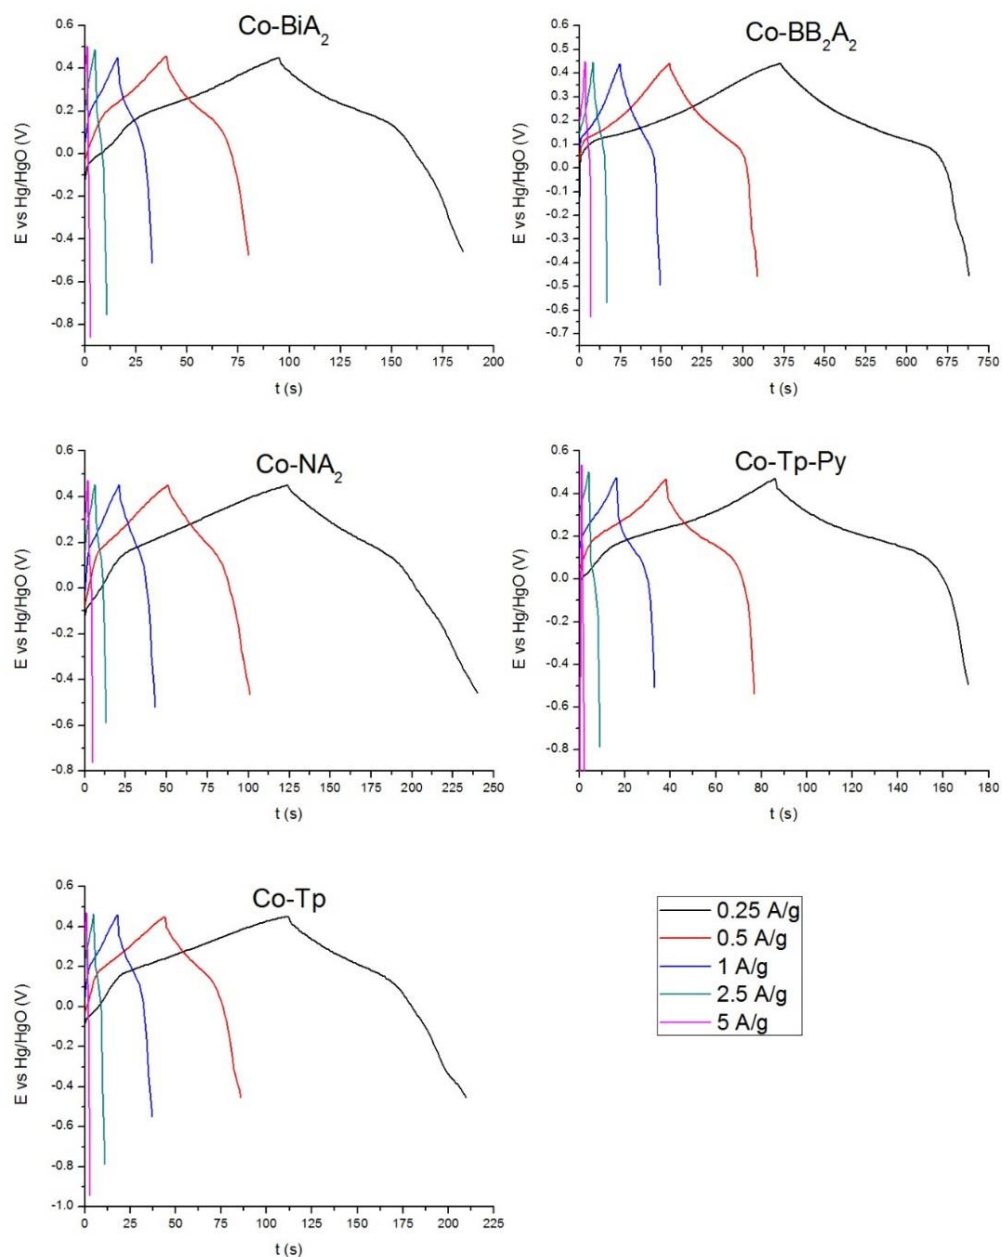 Co-BiA₂
E vs Hg/HgO (V)
0.6
0.4
0.2
0.0
-0.2
-0.4
-0.6
-0.8
0 25 50 75 100 125 150 175 200
t (s)
Co-BB₂A₂
E vs Hg/HgO (V)
0.6
0.5
0.4
0.3
0.2
0.1
0.0
-0.1
-0.2
-0.3
-0.4
-0.5
-0.6
-0.7
0 75 150 225 300 375 450 525 600 675 750
t (s)
Co-NA₂
E vs Hg/HgO (V)
0.6
0.4
0.2
0.0
-0.2
-0.4
-0.6
-0.8
0 25 50 75 100 125 150 175 200 225 250
t (s)
Co-Tp-Py
E vs Hg/HgO (V)
0.6
0.4
0.2
0.0
-0.2
-0.4
-0.6
-0.8
0 20 40 60 80 100 120 140 160 180
t (s)
Co-Tp
E vs Hg/HgO (V)
0.6
0.4
0.2
0.0
-0.2
-0.4
-0.6
-0.8
-1.0
0 25 50 75 100 125 150 175 200 225
t (s)
0.25 A/g
0.5 A/g
1 A/g
2.5 A/g
5 A/g